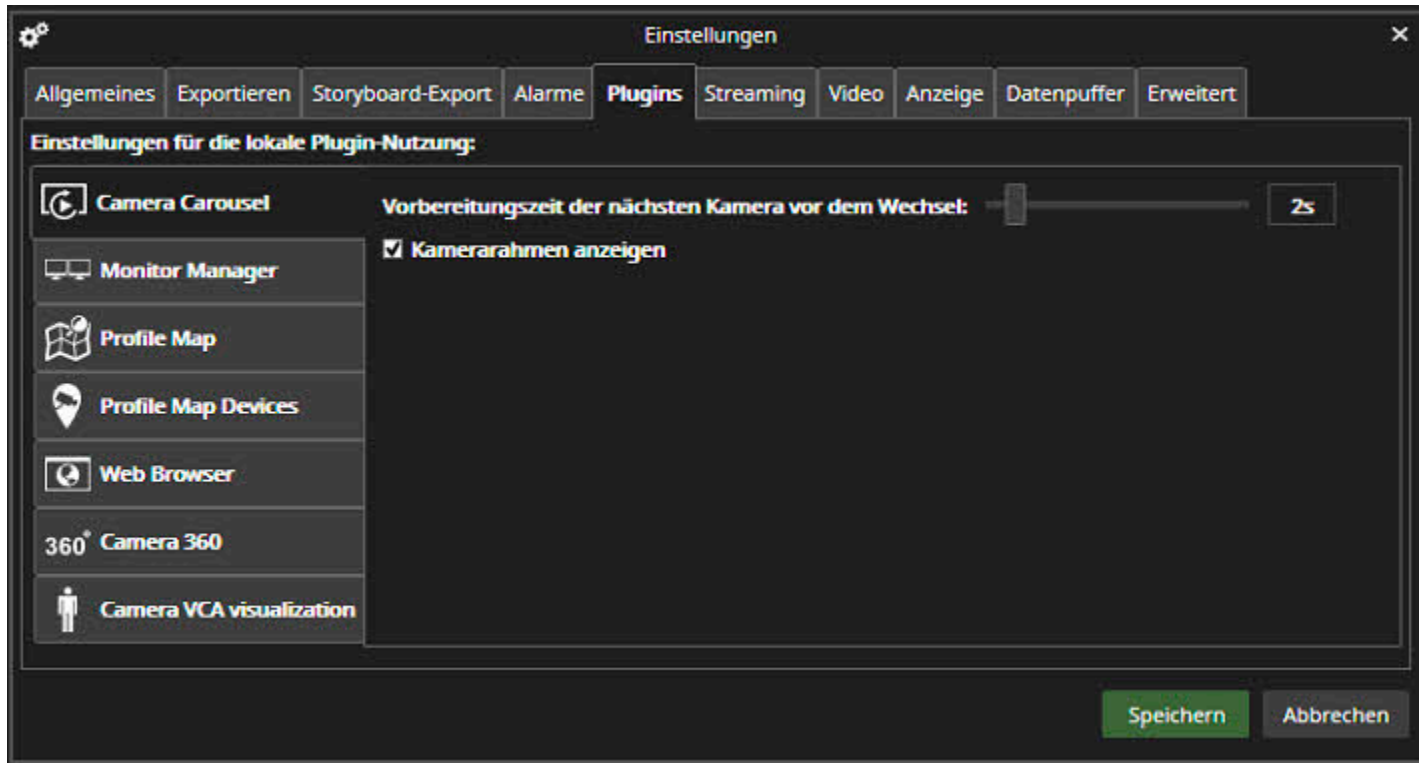 Einstellungen
Allgemeines Exportieren Storyboard-Export Alarme Plugins Streaming Video Anzeige Datenpuffer Erweitert
Einstellungen für die lokale Plugin-Nutzung:
Camera Carousel
Vorbereitungszeit der nächsten Kamera vor dem Wechsel: 2s
Kamerarahmen anzeigen
Monitor Manager
Profile Map
Profile Map Devices
Web Browser
360° Camera 360
Camera VCA visualization
Speichern Abbrechen